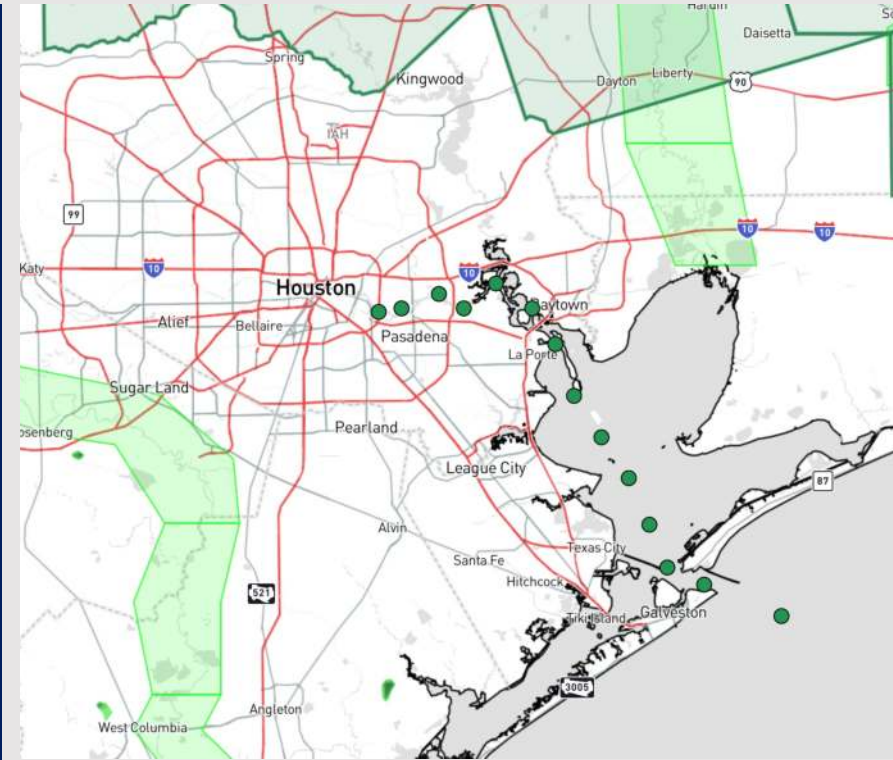 Hardin
Daisetta
Spring
Kingwood
Dayton
Liberty
90
IAH
99
10
10
Katy
10
10
Houston
Baytown
Alief
Bellaire
Pasadena
La Porte
Sugar Land
osenberg
Pearland
League City
87
Alvin
Santa Fe
Texas City
Hitchcock
521
Tiki Island
Galveston
3005
West Columbia
Angleton